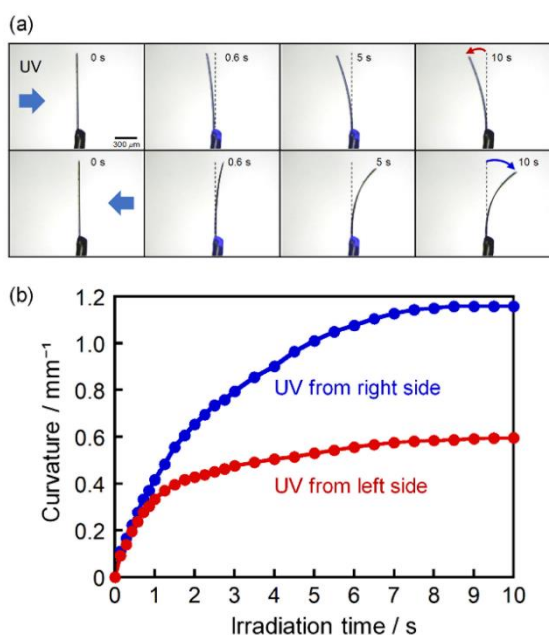 (a)
UV
0 s
0.6 s
5 s
10 s
300 µm
0 s
0.6 s
5 s
10 s
(b)
Curvature / mm⁻¹
1.2
1.0
0.8
0.6
0.4
0.2
0
UV from right side
UV from left side
0 1 2 3 4 5 6 7 8 9 10
Irradiation time / s